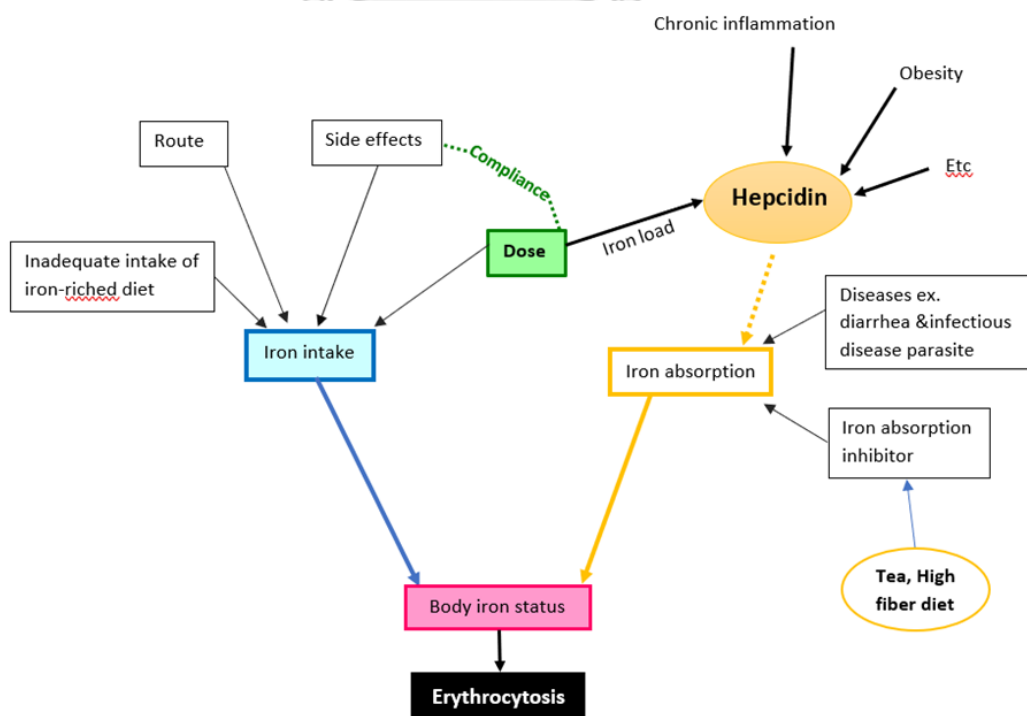 Chronic inflammation
Obesity
Etc
Route
Side effects
Compliance
Hepcidin
Dose
Iron load
Inadequate intake of
iron-riched diet
Diseases ex.
diarrhea &infectious
disease parasite
Iron intake
Iron absorption
Iron absorption
inhibitor
Tea, High
fiber diet
Body iron status
Erythrocytosis